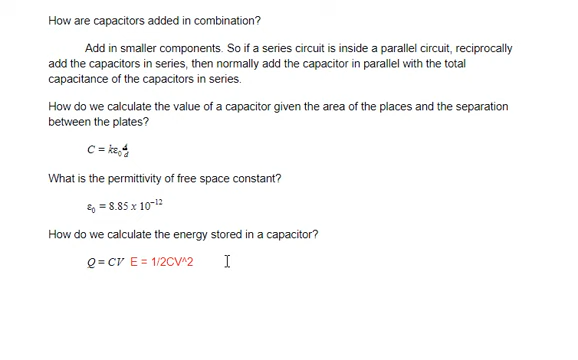 How are capacitors added in combination?
Add in smaller components. So if a series circuit is inside a parallel circuit, reciprocally
add the capacitors in series, then normally add the capacitor in parallel with the total
capacitance of the capacitors in series.
How do we calculate the value of a capacitor given the area of the places and the separation
between the plates?
C = kε₀ A/d
What is the permittivity of free space constant?
ε₀ = 8.85 x 10⁻¹²
How do we calculate the energy stored in a capacitor?
Q = CV E = 1/2CV^2